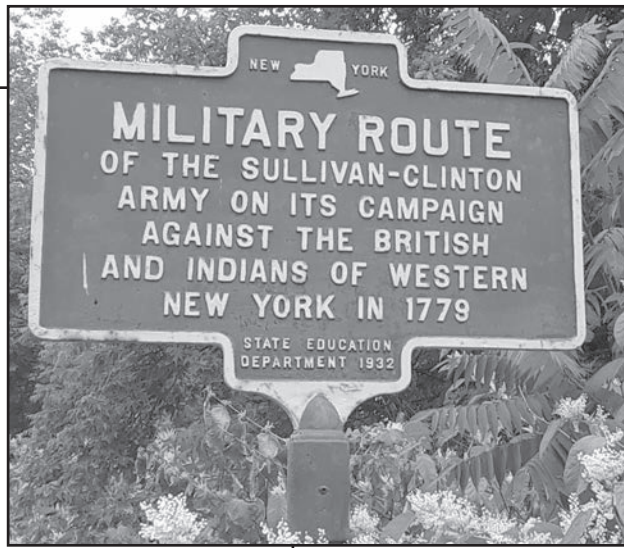 NEW YORK
MILITARY ROUTE
OF THE SULLIVAN-CLINTON
ARMY ON ITS CAMPAIGN
AGAINST THE BRITISH
AND INDIANS OF WESTERN
NEW YORK IN 1779
STATE EDUCATION
DEPARTMENT 1932